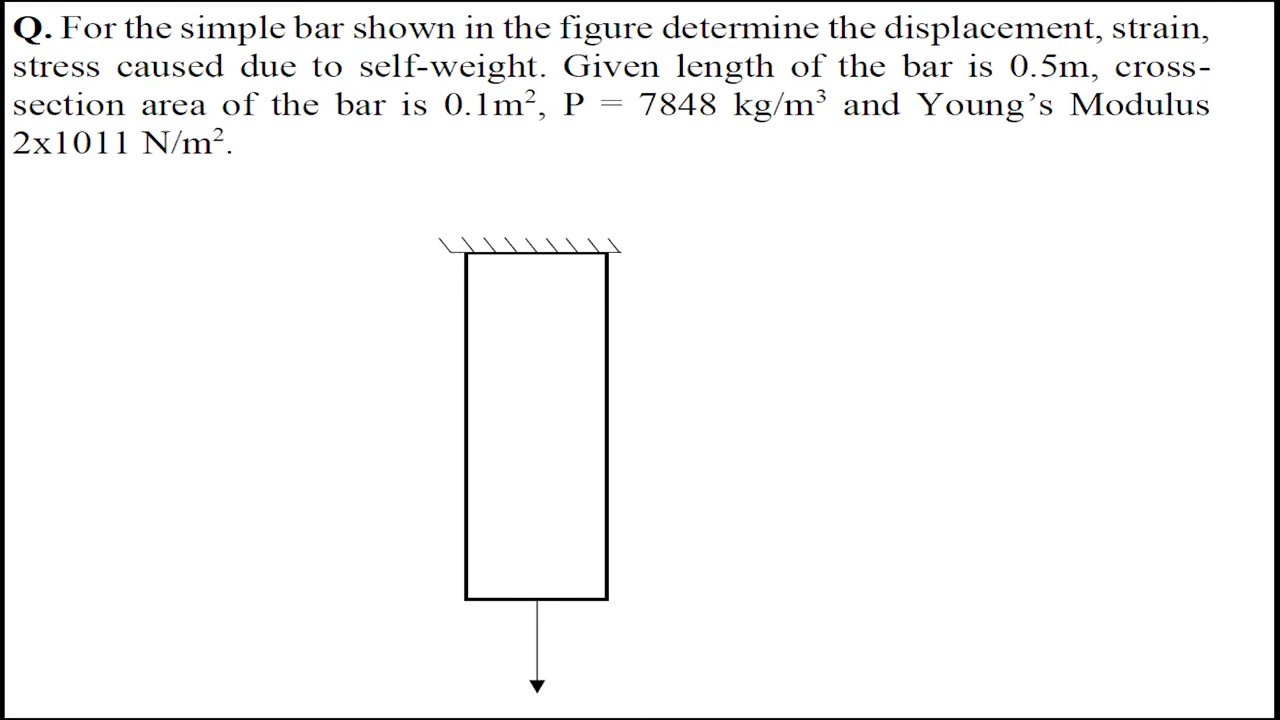 Q. For the simple bar shown in the figure determine the displacement, strain,
stress caused due to self-weight. Given length of the bar is 0.5m, cross-
section area of the bar is 0.1m², P = 7848 kg/m³ and Young’s Modulus
2x1011 N/m².